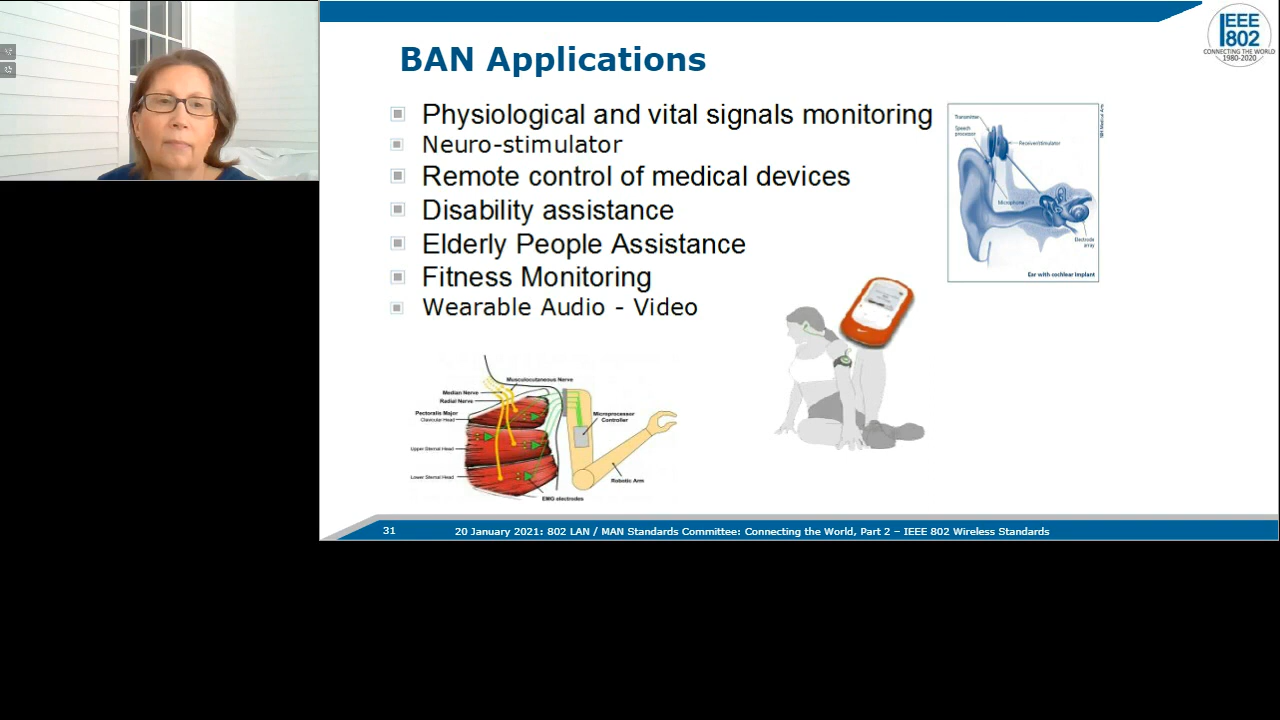 IEEE
802
CONNECTING THE WORLD
1980-2020
BAN Applications
Physiological and vital signals monitoring
Neuro-stimulator
Remote control of medical devices
Disability assistance
Elderly People Assistance
Fitness Monitoring
Wearable Audio - Video
Transmitter
Speech
processor
Receiver/stimulator
Microphone
Electrode
array
Ear with cochlear implant
Musculocutaneous Nerve
Median Nerve
Radial Nerve
Pectoralis Major
Clavicular Head
Upper Sternal Head
Lower Sternal Head
EMG electrodes
Microprocessor
Controller
Robotic Arm
31
20 January 2021: 802 LAN / MAN Standards Committee: Connecting the World, Part 2 – IEEE 802 Wireless Standards